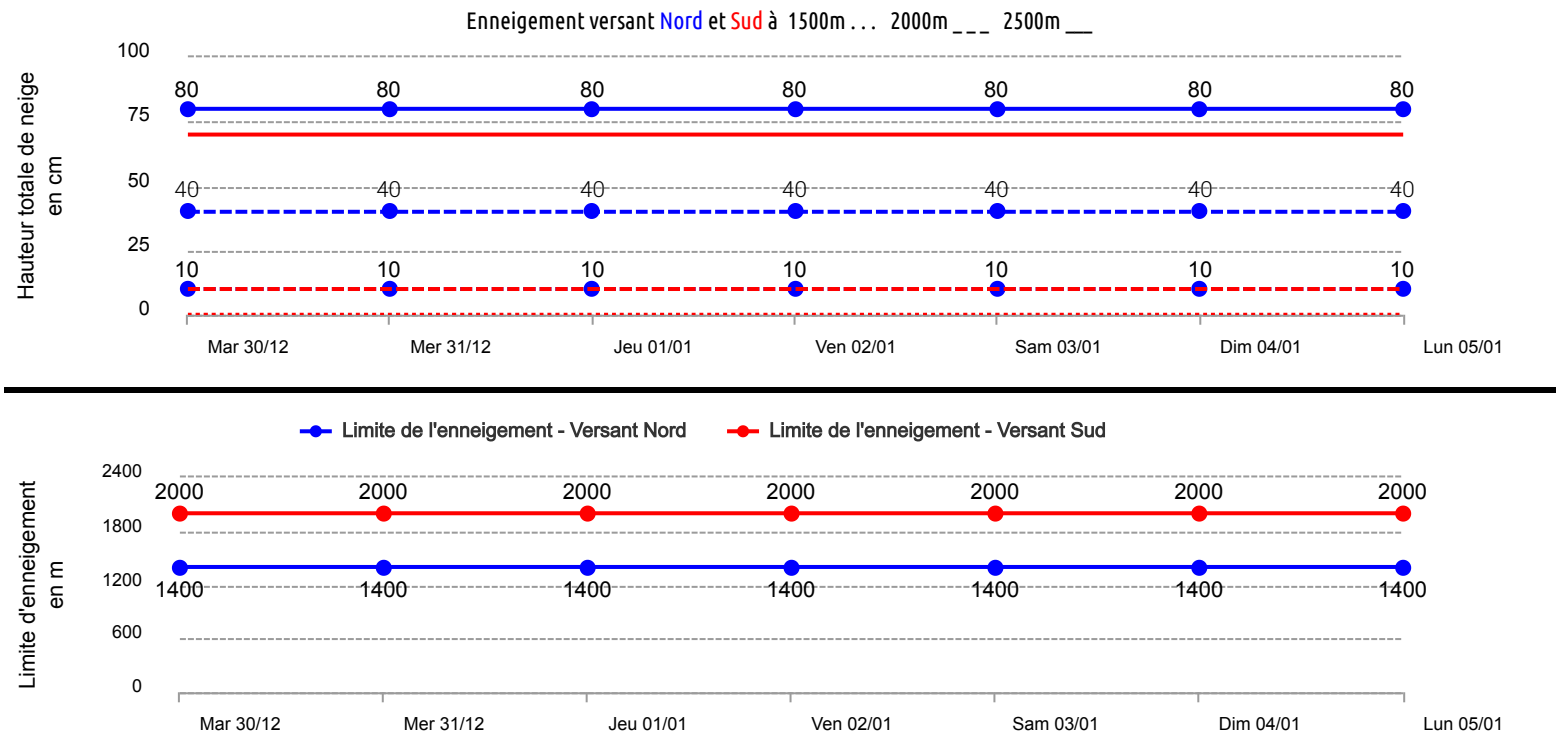 Enneigement versant Nord et Sud à 1500m . . . 2000m _ _ _ 2500m __
Hauteur totale de neige
en cm
100
80 80 80 80 80 80 80
75
50
40 40 40 40 40 40 40
25
10 10 10 10 10 10 10
0
Mar 30/12 Mer 31/12 Jeu 01/01 Ven 02/01 Sam 03/01 Dim 04/01 Lun 05/01
Limite de l'enneigement - Versant Nord Limite de l'enneigement - Versant Sud
Limite d'enneigement
en m
2400
2000 2000 2000 2000 2000 2000 2000
1800
1200
1400 1400 1400 1400 1400 1400 1400
600
0
Mar 30/12 Mer 31/12 Jeu 01/01 Ven 02/01 Sam 03/01 Dim 04/01 Lun 05/01